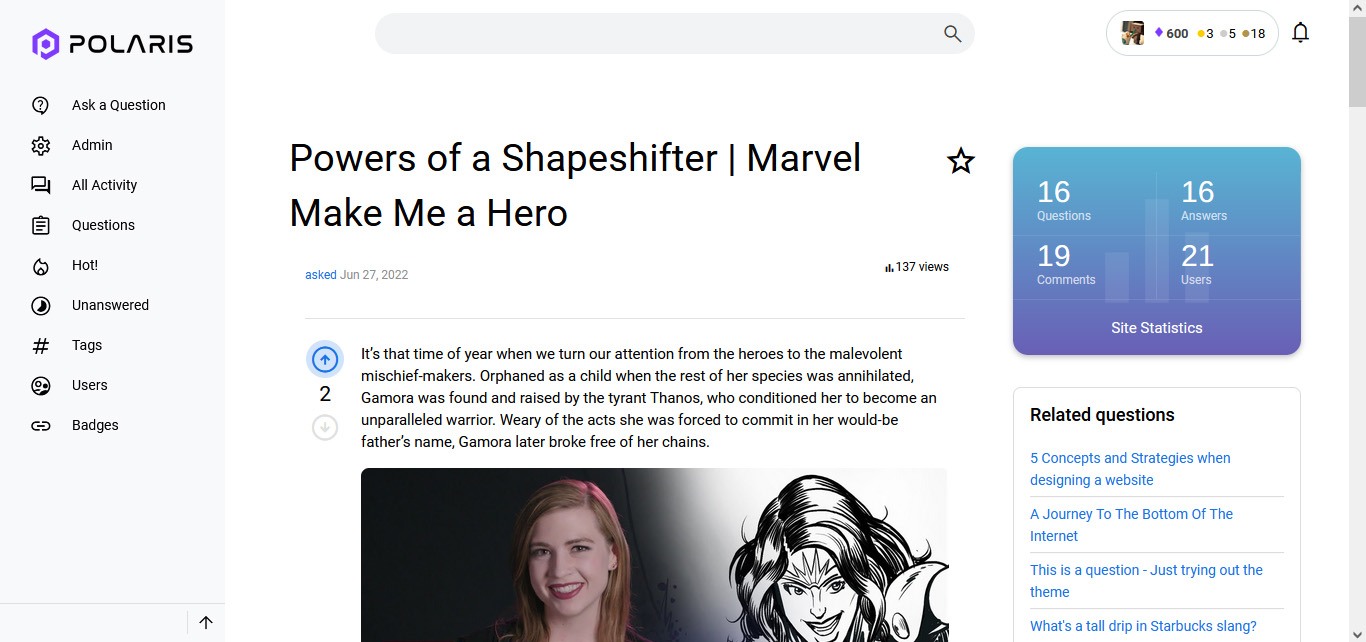 POLARIS
600 3 5 18
Ask a Question
Admin
All Activity
Questions
Hot!
Unanswered
Tags
Users
Badges
Powers of a Shapeshifter | Marvel
Make Me a Hero
asked Jun 27, 2022
137 views
2
It’s that time of year when we turn our attention from the heroes to the malevolent
mischief-makers. Orphaned as a child when the rest of her species was annihilated,
Gamora was found and raised by the tyrant Thanos, who conditioned her to become an
unparalleled warrior. Weary of the acts she was forced to commit in her would-be
father’s name, Gamora later broke free of her chains.
16 16
Questions Answers
19 21
Comments Users
Site Statistics
Related questions
5 Concepts and Strategies when
designing a website
A Journey To The Bottom Of The
Internet
This is a question - Just trying out the
theme
What's a tall drip in Starbucks slang?